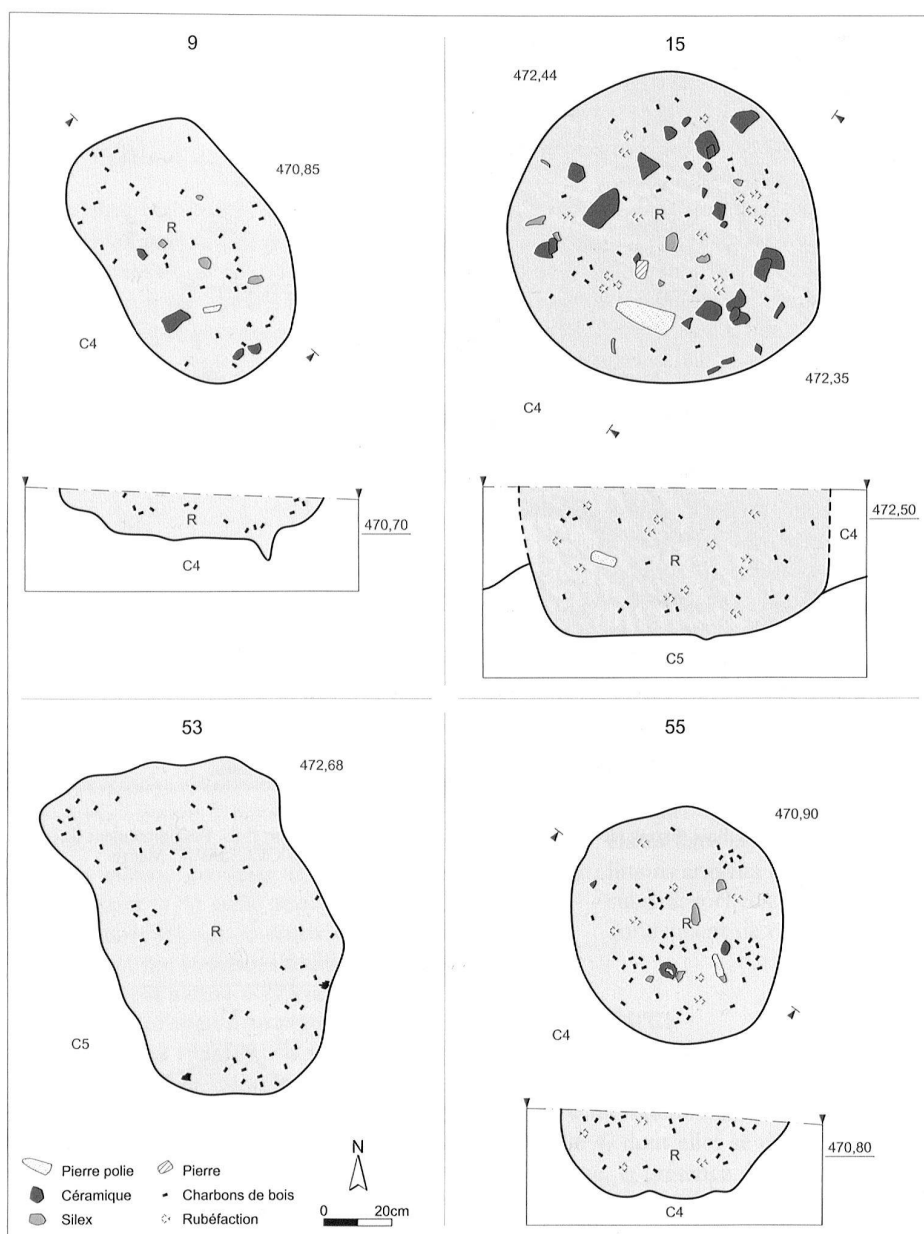 9
470,85
R
C4
R
470,70
C4
15
472,44
R
472,35
C4
472,50
C4
R
C5
53
472,68
R
C5
55
470,90
R
C4
470,80
R
C4
Pierre polie
Pierre
Céramique
Charbons de bois
Silex
Rubéfaction
N
0 20cm